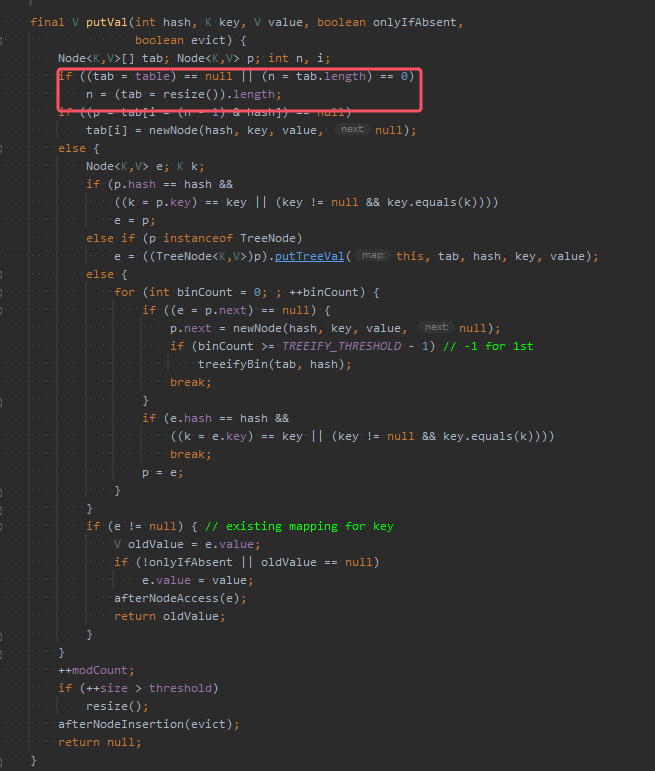 final V putVal(int hash, K key, V value, boolean onlyIfAbsent,
boolean evict) {
Node<K,V>[] tab; Node<K,V> p; int n, i;
if ((tab = table) == null || (n = tab.length) == 0)
n = (tab = resize()).length;
if ((p = tab[i = (n - 1) & hash]) == null)
tab[i] = newNode(hash, key, value, next: null);
else {
Node<K,V> e; K k;
if (p.hash == hash &&
((k = p.key) == key || (key != null && key.equals(k))))
e = p;
else if (p instanceof TreeNode)
e = ((TreeNode<K,V>)p).putTreeVal( map: this, tab, hash, key, value);
else {
for (int binCount = 0; ; ++binCount) {
if ((e = p.next) == null) {
p.next = newNode(hash, key, value, next: null);
if (binCount >= TREEIFY_THRESHOLD - 1) // -1 for 1st
treeifyBin(tab, hash);
break;
}
if (e.hash == hash &&
((k = e.key) == key || (key != null && key.equals(k))))
break;
p = e;
}
}
if (e != null) { // existing mapping for key
V oldValue = e.value;
if (!onlyIfAbsent || oldValue == null)
e.value = value;
afterNodeAccess(e);
return oldValue;
}
}
++modCount;
if (++size > threshold)
resize();
afterNodeInsertion(evict);
return null;
}